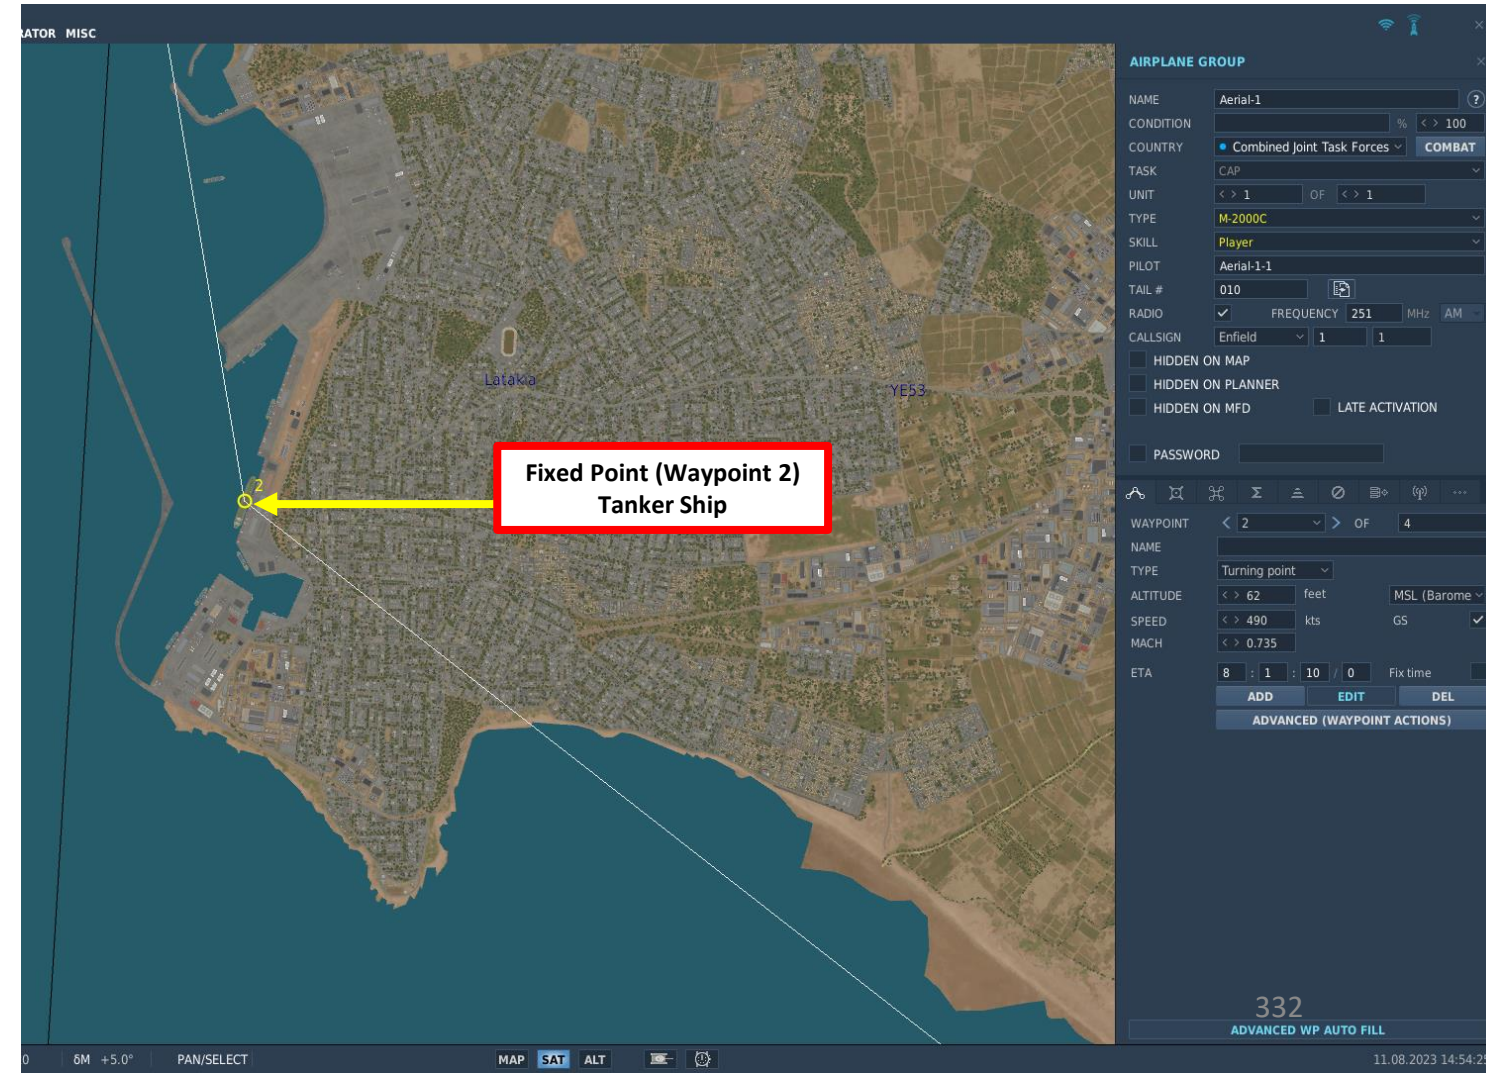 RATOR MISC
AIRPLANE GROUP
NAME Aerial-1 ?
CONDITION % < > 100
COUNTRY Combined Joint Task Forces COMBAT
TASK CAP
UNIT < > 1 OF < > 1
TYPE M-2000C
SKILL Player
PILOT Aerial-1-1
TAIL # 010
RADIO FREQUENCY 251 MHz AM
CALLSIGN Enfield 1 1
HIDDEN ON MAP
HIDDEN ON PLANNER
HIDDEN ON MFD LATE ACTIVATION
PASSWORD
Latakia
YE53
Fixed Point (Waypoint 2)
Tanker Ship
2
WAYPOINT < 2 > OF 4
NAME
TYPE Turning point
ALTITUDE < > 62 feet MSL (Barome
SPEED < > 490 kts GS
MACH < > 0.735
ETA 8 : 1 : 10 / 0 Fix time
ADD EDIT DEL
ADVANCED (WAYPOINT ACTIONS)
332
ADVANCED WP AUTO FILL
0 δM +5.0° PAN/SELECT MAP SAT ALT 11.08.2023 14:54:25